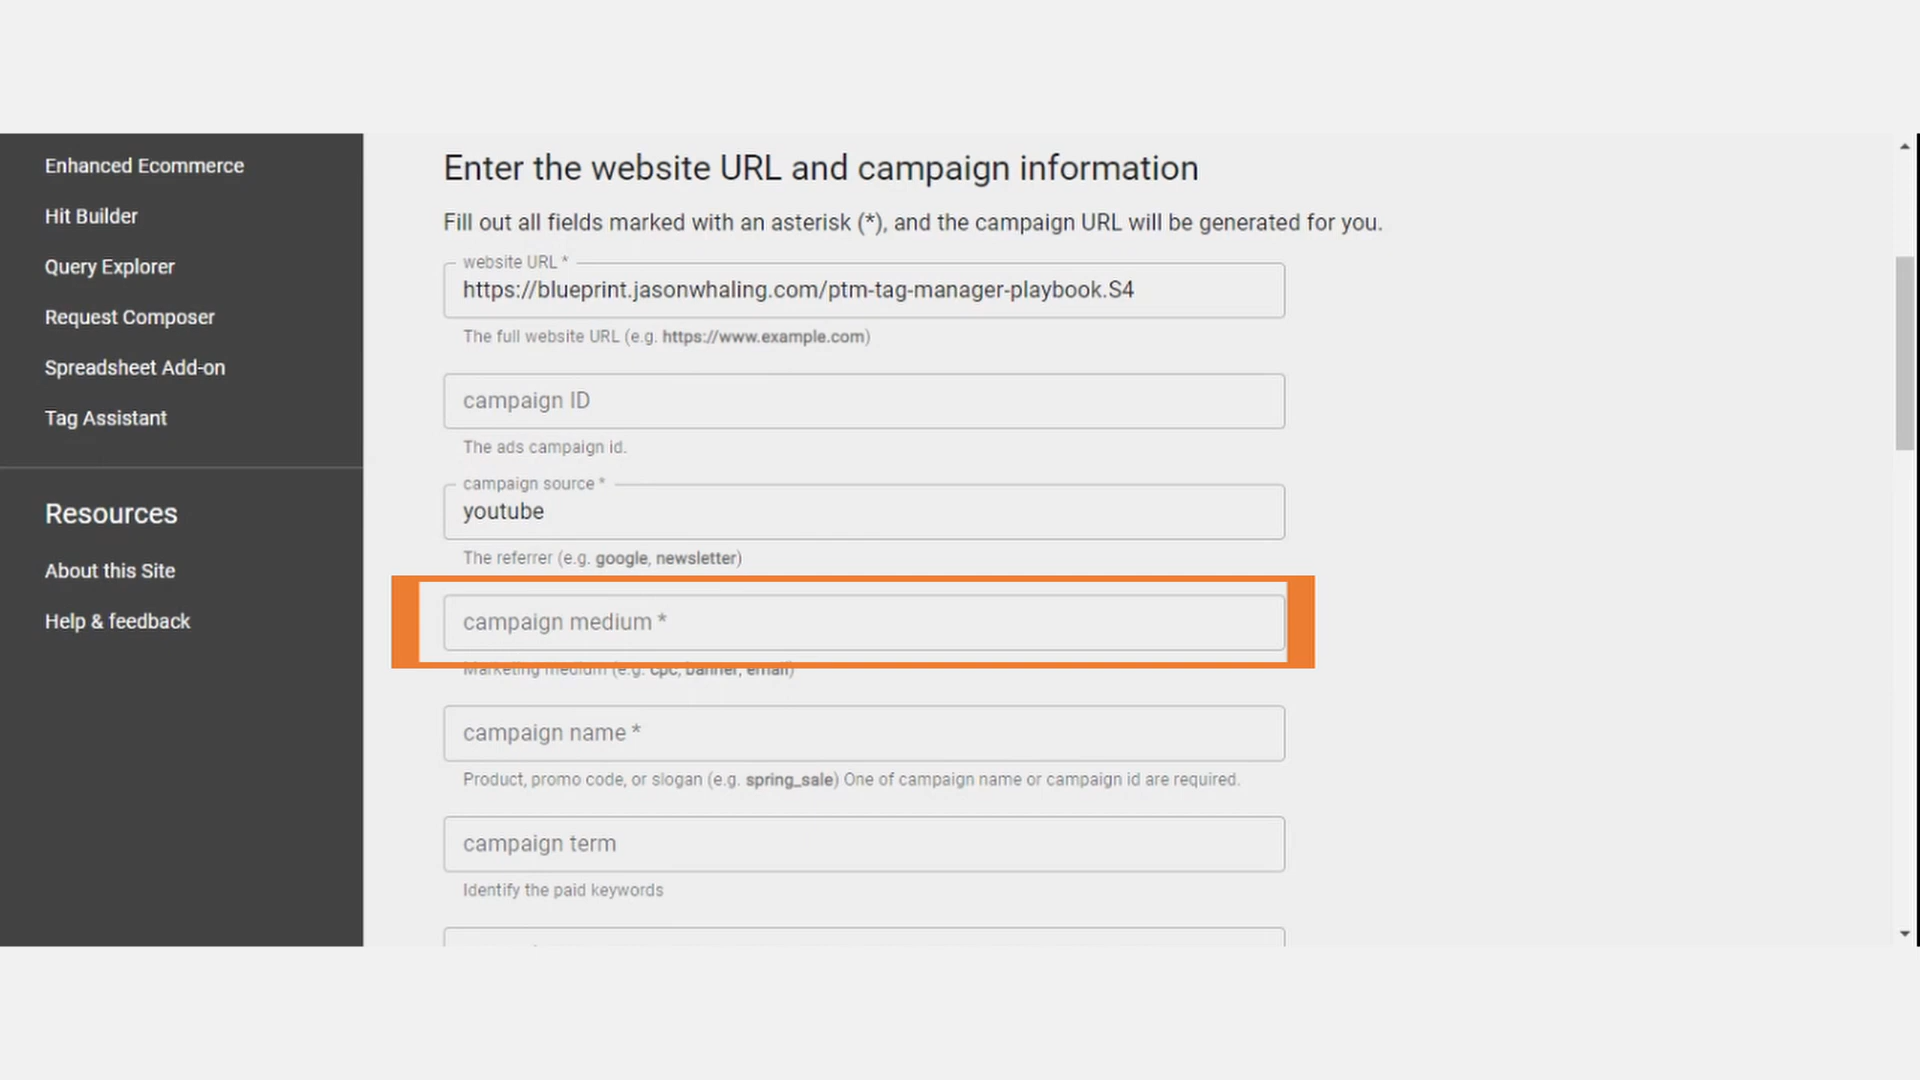 Enhanced Ecommerce
Hit Builder
Query Explorer
Request Composer
Spreadsheet Add-on
Tag Assistant
Resources
About this Site
Help & feedback
Enter the website URL and campaign information
Fill out all fields marked with an asterisk (*), and the campaign URL will be generated for you.
website URL *
https://blueprint.jasonwhaling.com/ptm-tag-manager-playbook.S4
The full website URL (e.g. https://www.example.com)
campaign ID
The ads campaign id.
campaign source *
youtube
The referrer (e.g. google, newsletter)
campaign medium *
Marketing medium (e.g. cpc, banner, email)
campaign name *
Product, promo code, or slogan (e.g. spring_sale) One of campaign name or campaign id are required.
campaign term
Identify the paid keywords